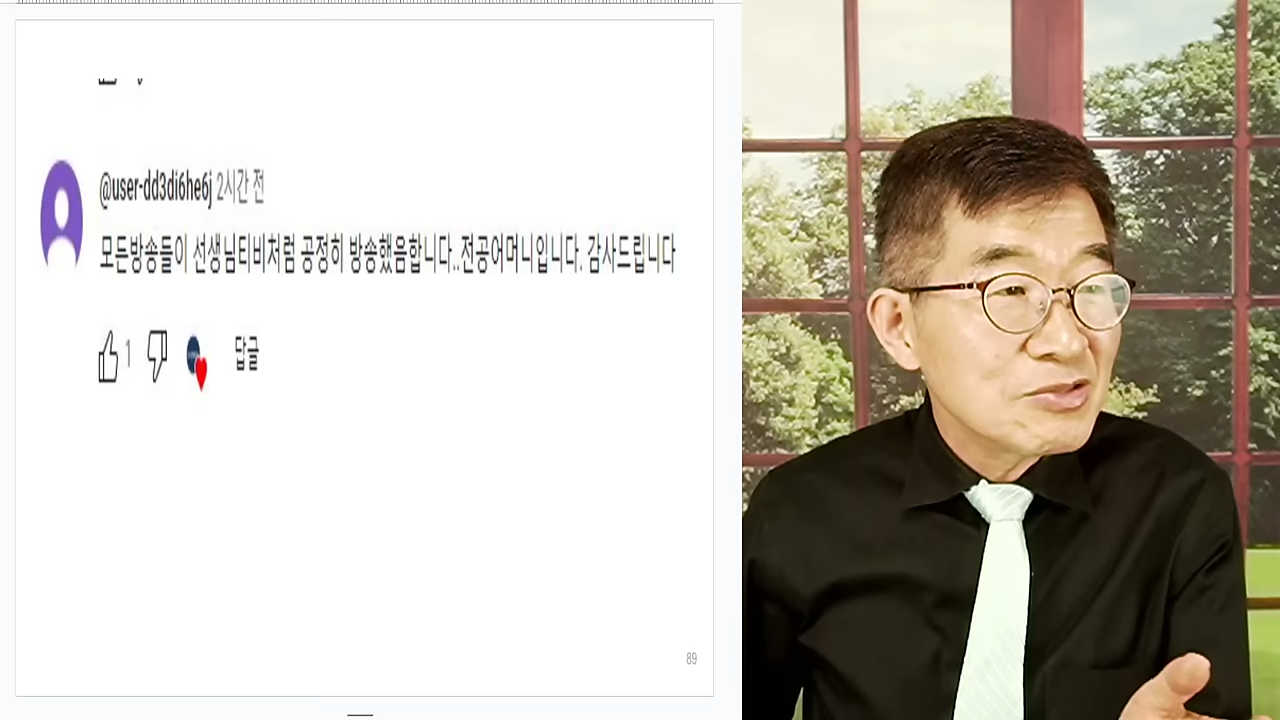 @user-dd3di6he6j 2시간 전
모든방송들이 선생님티비처럼 공정히 방송했음합니다..전공어머니입니다. 감사드립니다
1 답글
89